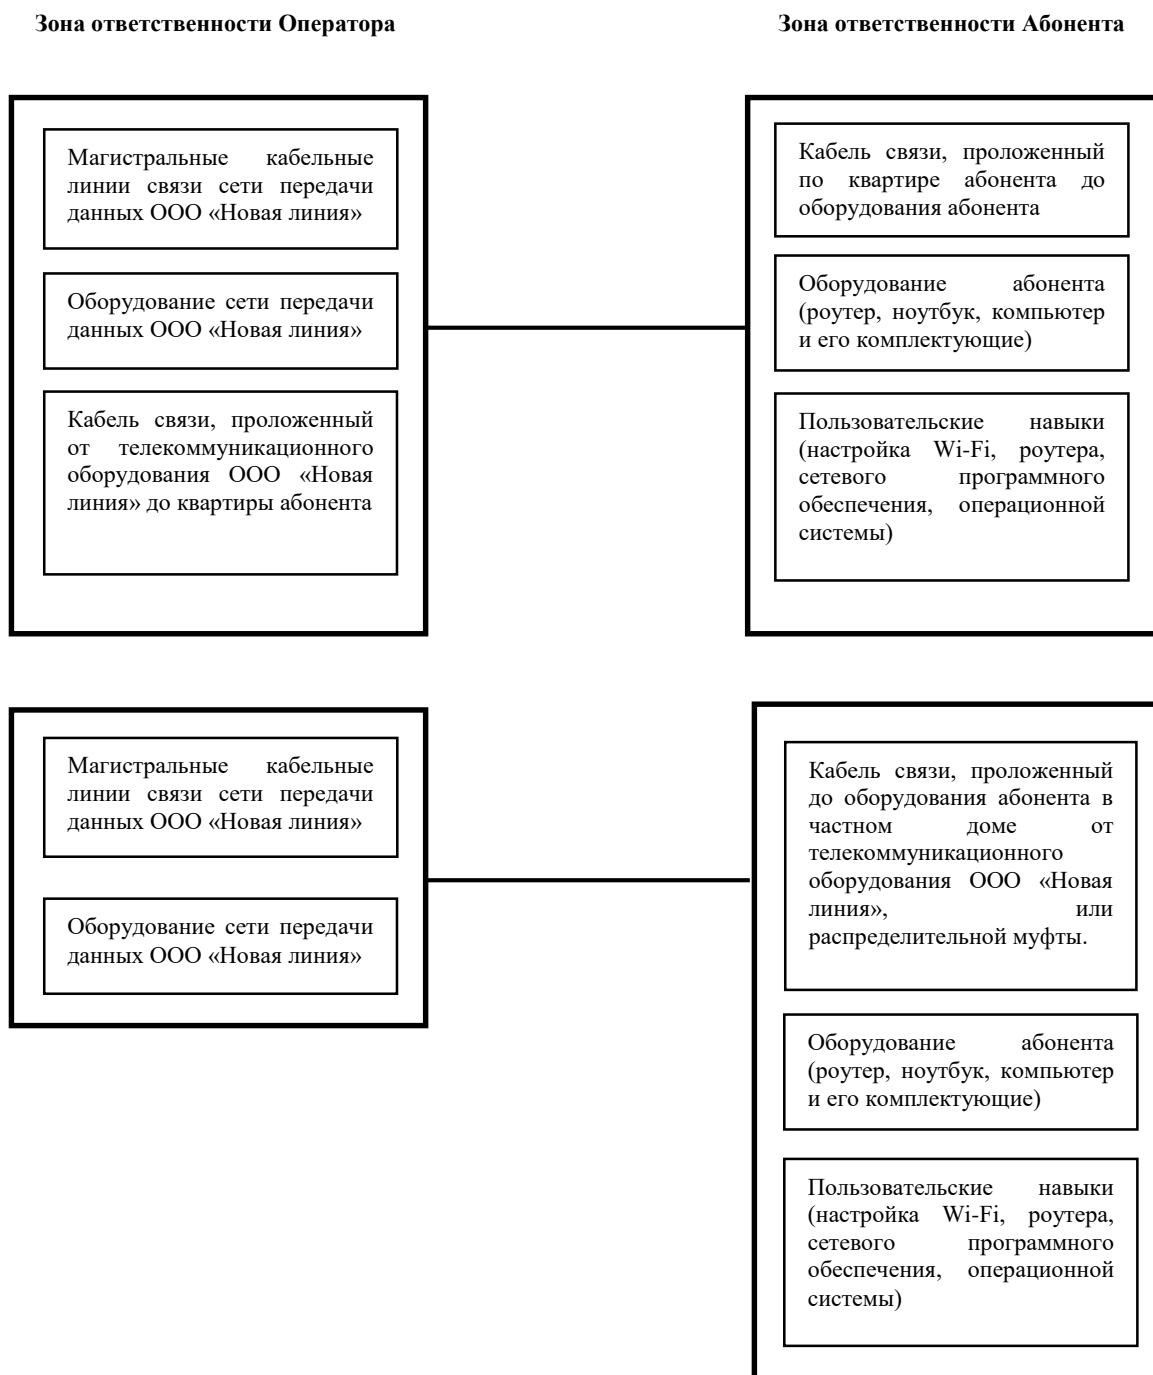 Зона ответственности Оператора
Зона ответственности Абонента
Магистральные кабельные
линии связи сети передачи
данных ООО «Новая линия»
Оборудование сети передачи
данных ООО «Новая линия»
Кабель связи, проложенный
от телекоммуникационного
оборудования ООО «Новая
линия» до квартиры абонента
Кабель связи, проложенный
по квартире абонента до
оборудования абонента
Оборудование абонента
(роутер, ноутбук, компьютер
и его комплектующие)
Пользовательские навыки
(настройка Wi-Fi, роутера,
сетевого программного
обеспечения, операционной
системы)
Магистральные кабельные
линии связи сети передачи
данных ООО «Новая линия»
Оборудование сети передачи
данных ООО «Новая линия»
Кабель связи, проложенный
до оборудования абонента в
частном доме от
телекоммуникационного
оборудования ООО «Новая
линия», или
распределительной муфты.
Оборудование абонента
(роутер, ноутбук, компьютер
и его комплектующие)
Пользовательские навыки
(настройка Wi-Fi, роутера,
сетевого программного
обеспечения, операционной
системы)